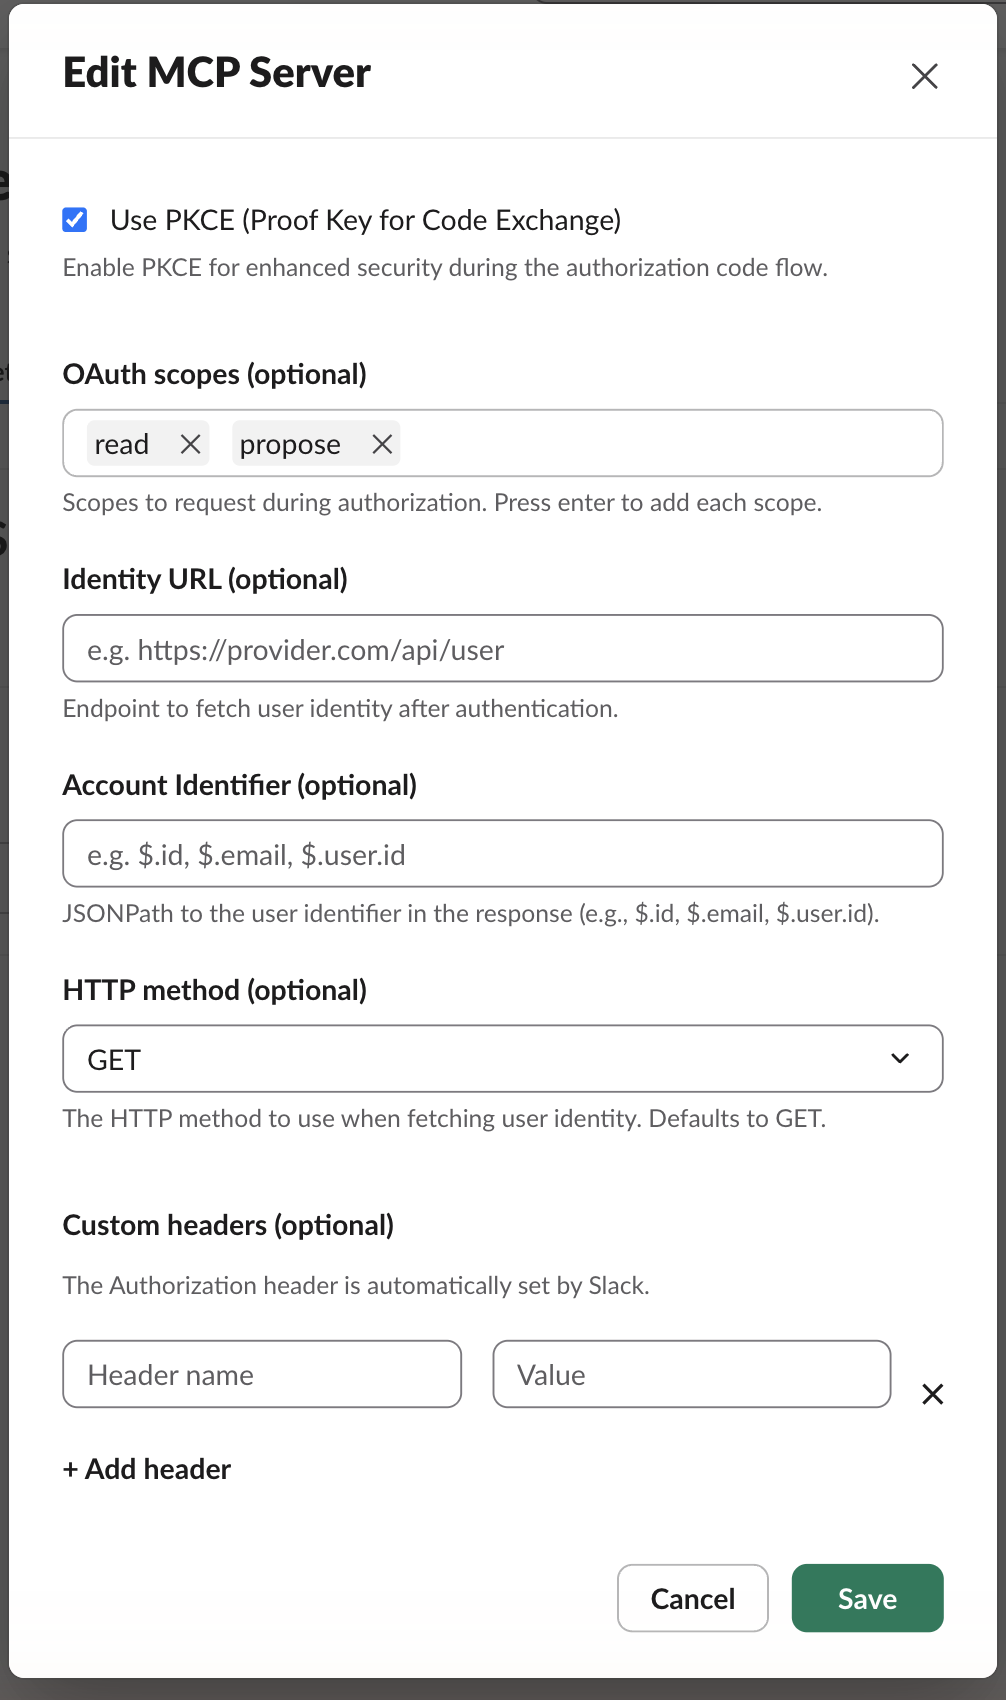 Edit MCP Server
Use PKCE (Proof Key for Code Exchange)
Enable PKCE for enhanced security during the authorization code flow.
OAuth scopes (optional)
read propose
Scopes to request during authorization. Press enter to add each scope.
Identity URL (optional)
e.g. https://provider.com/api/user
Endpoint to fetch user identity after authentication.
Account Identifier (optional)
e.g. $.id, $.email, $.user.id
JSONPath to the user identifier in the response (e.g., $.id, $.email, $.user.id).
HTTP method (optional)
GET
The HTTP method to use when fetching user identity. Defaults to GET.
Custom headers (optional)
The Authorization header is automatically set by Slack.
Header name Value
+ Add header
Cancel Save